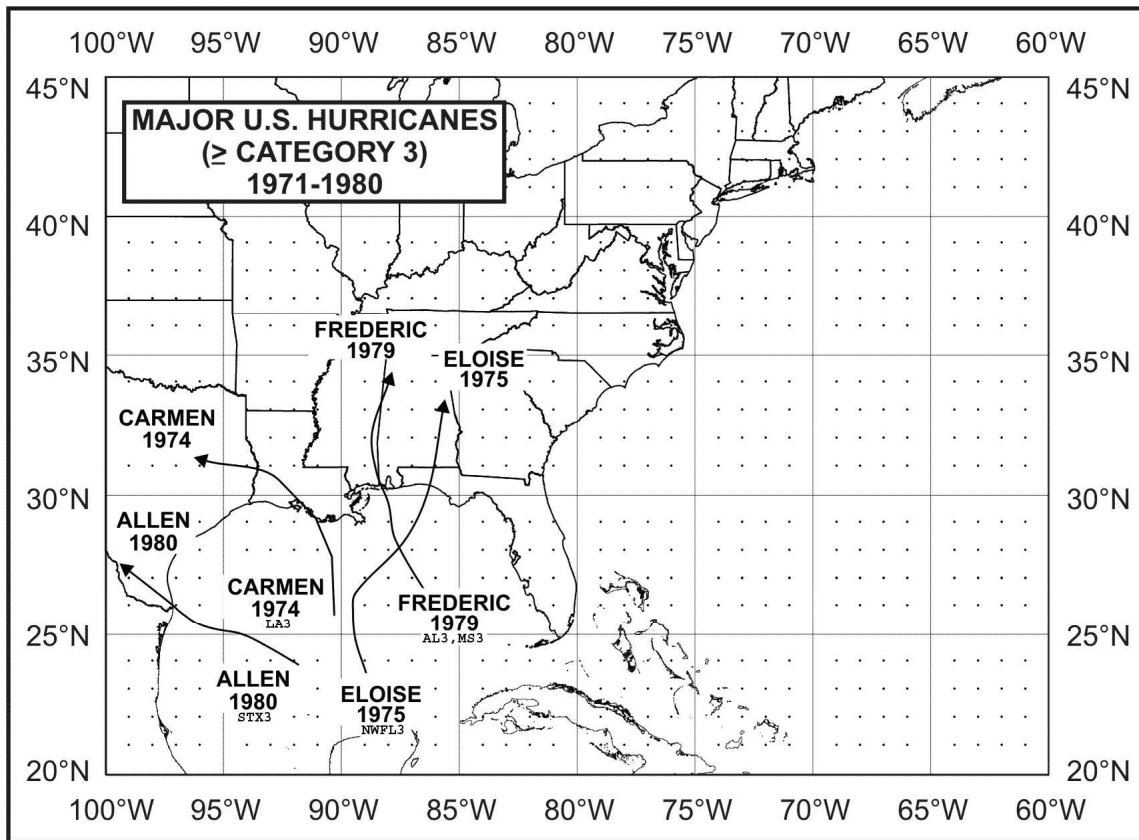 100°W 95°W 90°W 85°W 80°W 75°W 70°W 65°W 60°W
45°N 45°N
MAJOR U.S. HURRICANES
(≥ CATEGORY 3)
1971-1980
40°N 40°N
FREDERIC
1979
ELOISE
1975
35°N 35°N
CARMEN
1974
30°N 30°N
ALLEN
1980
CARMEN
1974
LA3
FREDERIC
1979
AL3,MS3
25°N 25°N
ALLEN
1980
STX3
ELOISE
1975
NWFL3
20°N 20°N
100°W 95°W 90°W 85°W 80°W 75°W 70°W 65°W 60°W